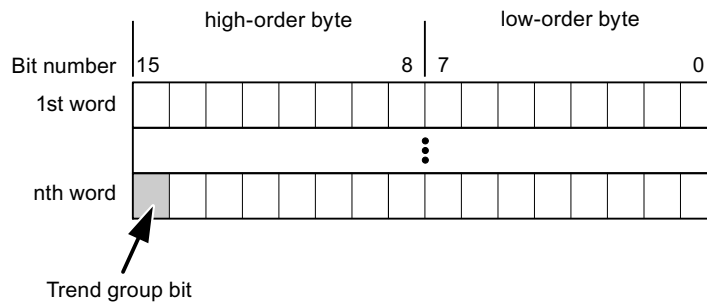 high-order byte low-order byte
Bit number 15 8 7 0
1st word
nth word
Trend group bit